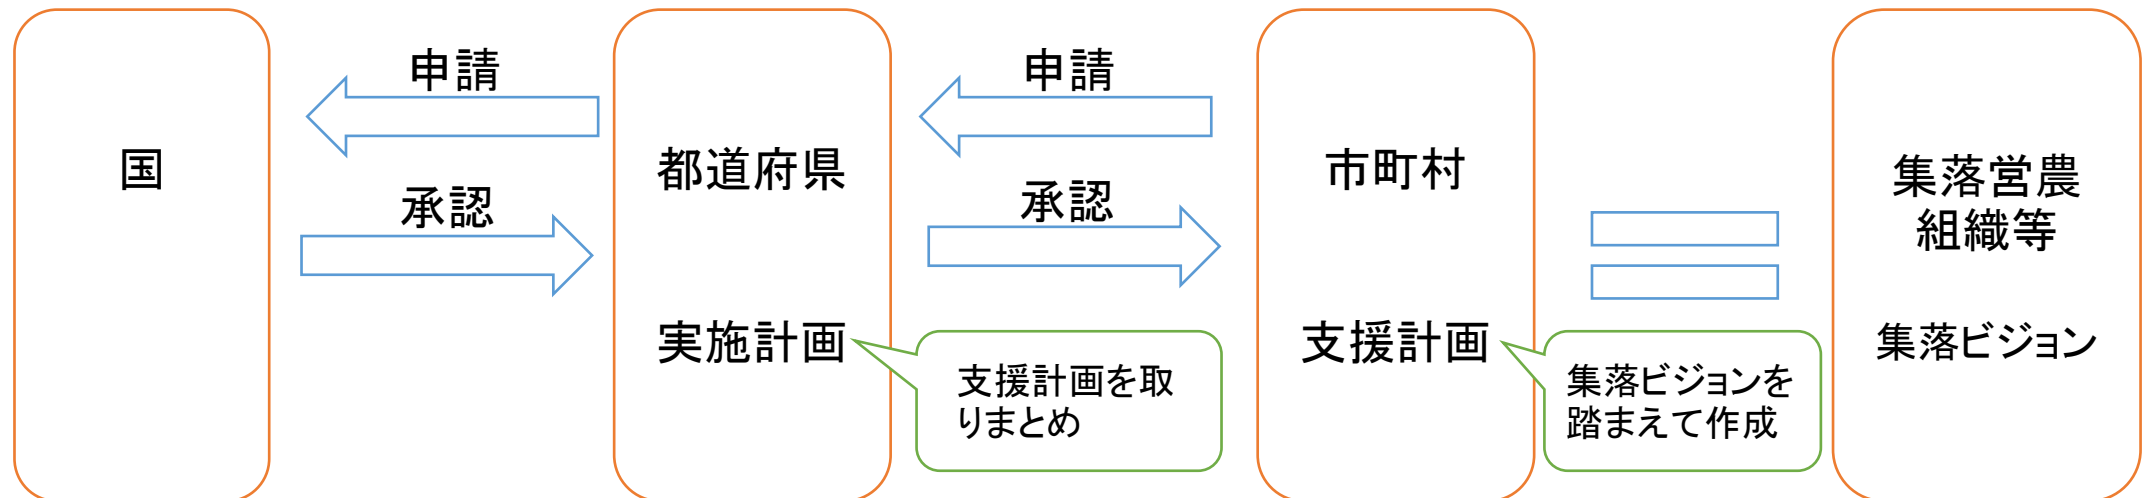 国
申請
承認
都道府県
実施計画
支援計画を取
りまとめ
申請
承認
市町村
支援計画
集落ビジョンを
踏まえて作成
集落営農
組織等
集落ビジョン